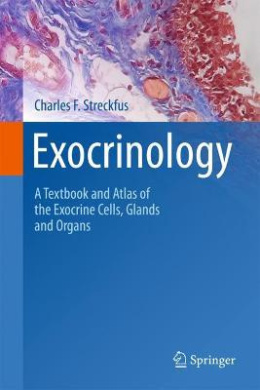 Charles F. Streckfus
Exocrinology
A Textbook and Atlas of
the Exocrine Cells, Glands
and Organs
Springer